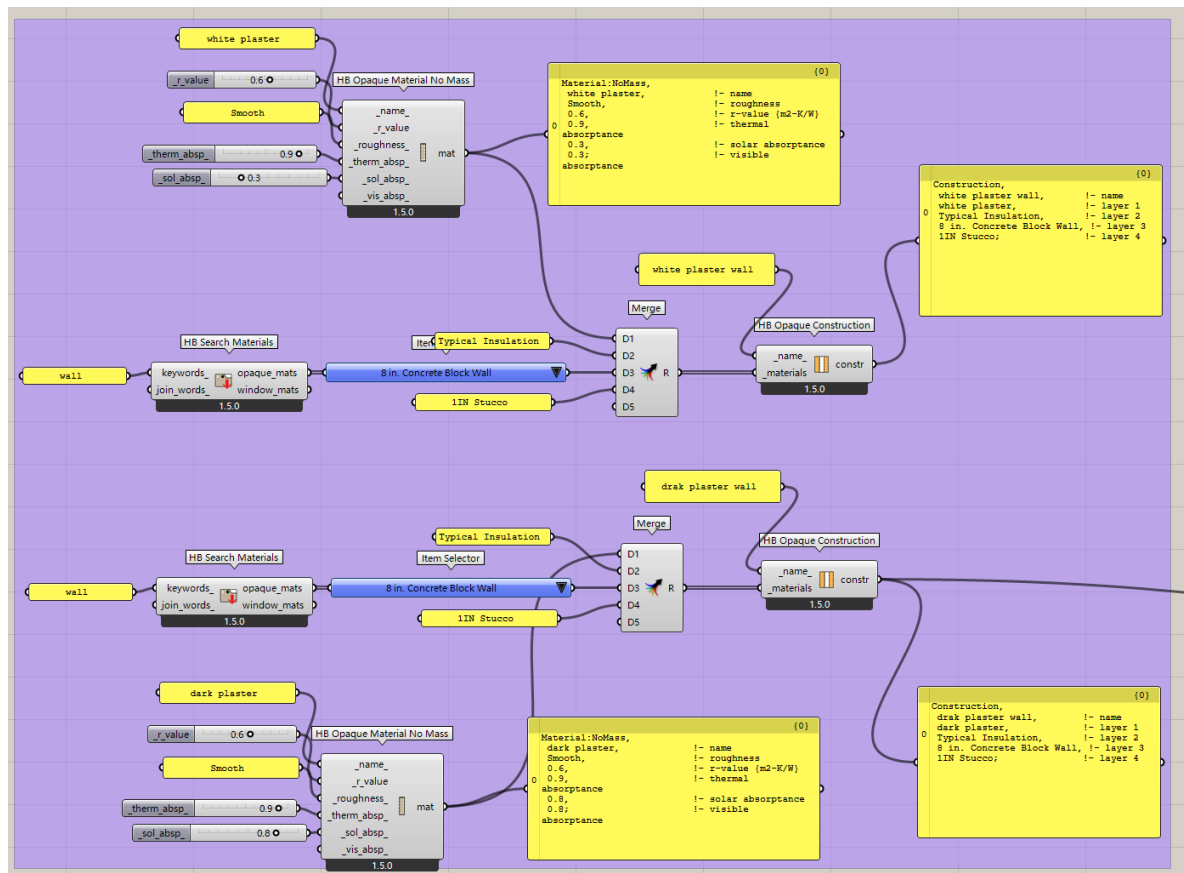 white plaster
_r_value 0.6
HB Opaque Material No Mass
Smooth
_therm_absp_ 0.9
_sol_absp_ 0.3
_name_
_r_value
_roughness_
_therm_absp_
_sol_absp_
_vis_absp_
mat
1.5.0
{0}
0
Material:NoMass,
white plaster, !- name
Smooth, !- roughness
0.6, !- r-value {m2-K/W}
0.9, !- thermal
absorptance
0.3, !- solar absorptance
0.3; !- visible
absorptance
{0}
0
Construction,
white plaster wall, !- name
white plaster, !- layer 1
Typical Insulation, !- layer 2
8 in. Concrete Block Wall, !- layer 3
1IN Stucco; !- layer 4
white plaster wall
Merge
HB Opaque Construction
HB Search Materials
Typical Insulation
wall
keywords_ opaque_mats
join_words_ window_mats
1.5.0
8 in. Concrete Block Wall
1IN Stucco
D1
D2
D3 R
D4
D5
_name_
_materials
constr
1.5.0
drak plaster wall
Merge
HB Opaque Construction
HB Search Materials
Typical Insulation
Item Selector
wall
keywords_ opaque_mats
join_words_ window_mats
1.5.0
8 in. Concrete Block Wall
1IN Stucco
D1
D2
D3 R
D4
D5
_name_
_materials
constr
1.5.0
dark plaster
_r_value 0.6
HB Opaque Material No Mass
Smooth
_therm_absp_ 0.9
_sol_absp_ 0.8
_name_
_r_value
_roughness_
_therm_absp_
_sol_absp_
_vis_absp_
mat
1.5.0
{0}
0
Material:NoMass,
dark plaster, !- name
Smooth, !- roughness
0.6, !- r-value {m2-K/W}
0.9, !- thermal
absorptance
0.8, !- solar absorptance
0.8; !- visible
absorptance
{0}
0
Construction,
drak plaster wall, !- name
dark plaster, !- layer 1
Typical Insulation, !- layer 2
8 in. Concrete Block Wall, !- layer 3
1IN Stucco; !- layer 4